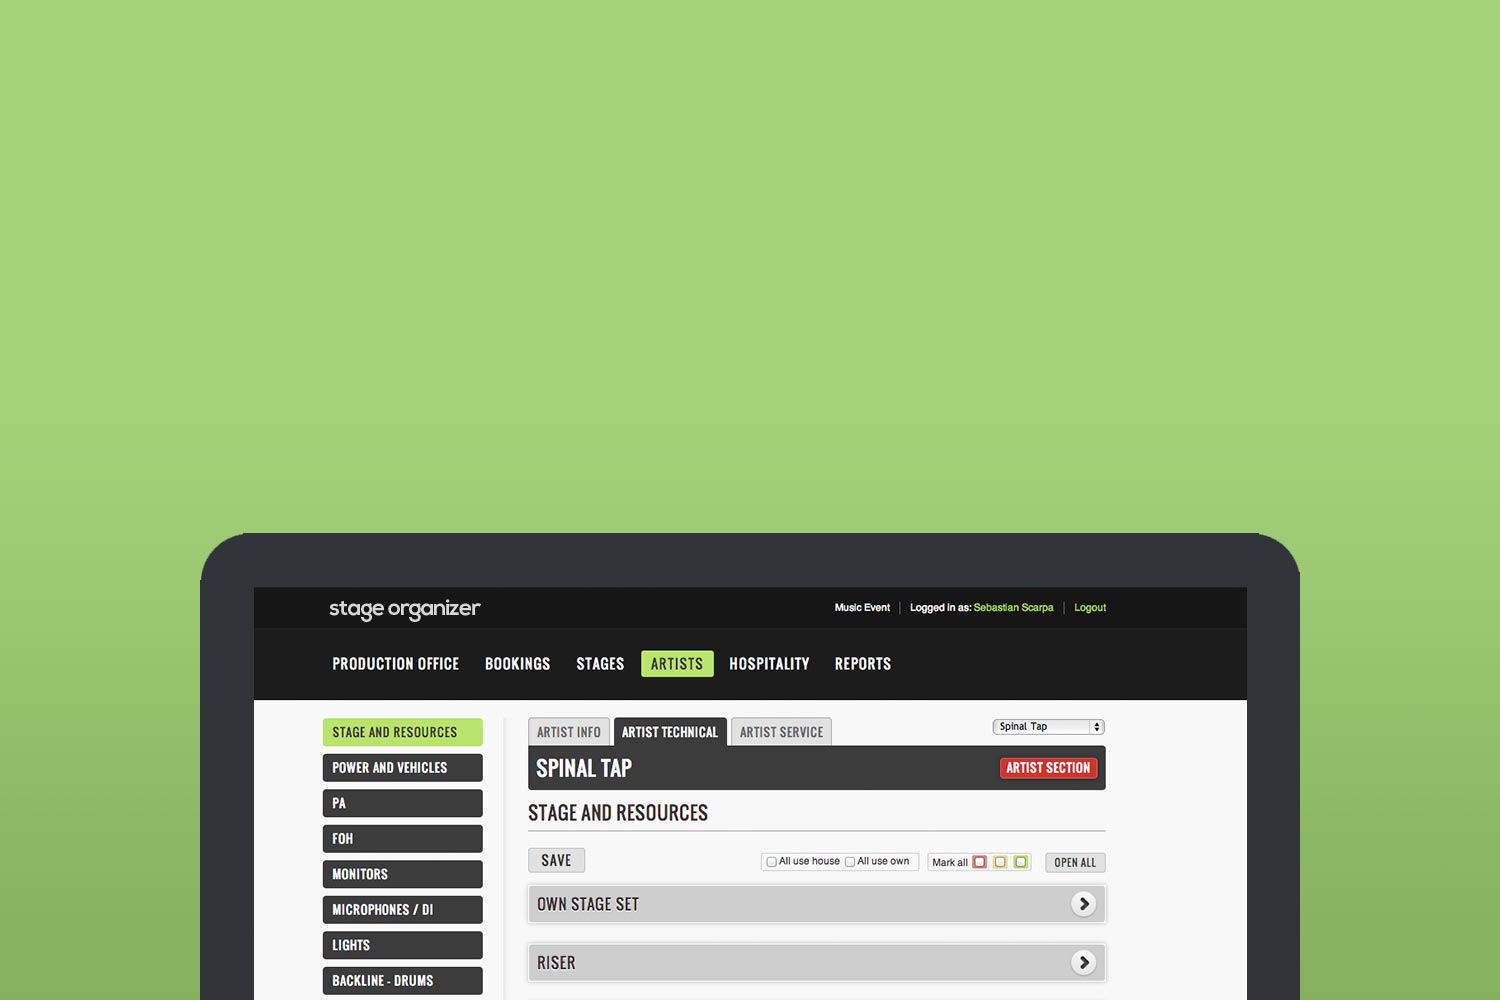 stage organizer
Music Event
Logged in as: Sebastian Scarpa
Logout
PRODUCTION OFFICE
BOOKINGS
STAGES
ARTISTS
HOSPITALITY
REPORTS
STAGE AND RESOURCES
POWER AND VEHICLES
PA
FOH
MONITORS
MICROPHONES / DI
LIGHTS
BACKLINE - DRUMS
ARTIST INFO
ARTIST TECHNICAL
ARTIST SERVICE
Spinal Tap
SPINAL TAP
ARTIST SECTION
STAGE AND RESOURCES
SAVE
All use house
All use own
Mark all
OPEN ALL
OWN STAGE SET
RISER